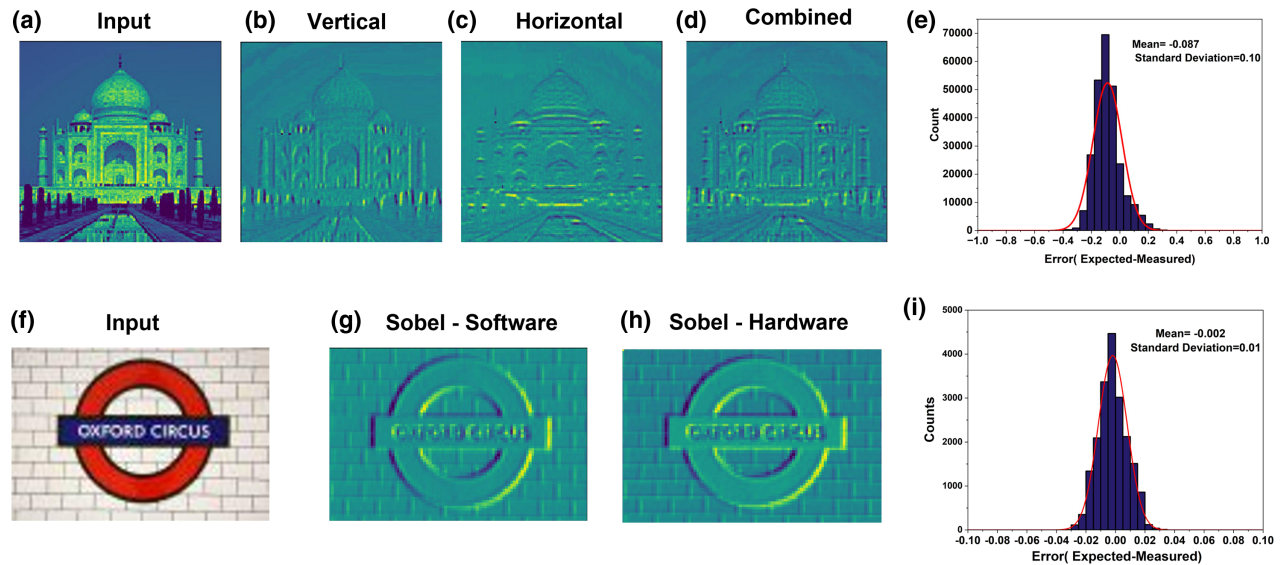 (a) Input
(b) Vertical
(c) Horizontal
(d) Combined
(e)
70000
60000
50000
40000
30000
20000
10000
0
Count
Mean= -0.087
Standard Deviation=0.10
−1.0 −0.8 −0.6 −0.4 −0.2 0.0 0.2 0.4 0.6 0.8 1.0
Error( Expected-Measured)
(f) Input
OXFORD CIRCUS
(g) Sobel - Software
(h) Sobel - Hardware
(i)
5000
4000
3000
2000
1000
0
Counts
Mean= -0.002
Standard Deviation=0.01
-0.10 -0.08 -0.06 -0.04 -0.02 0.00 0.02 0.04 0.06 0.08 0.10
Error( Expected-Measured)